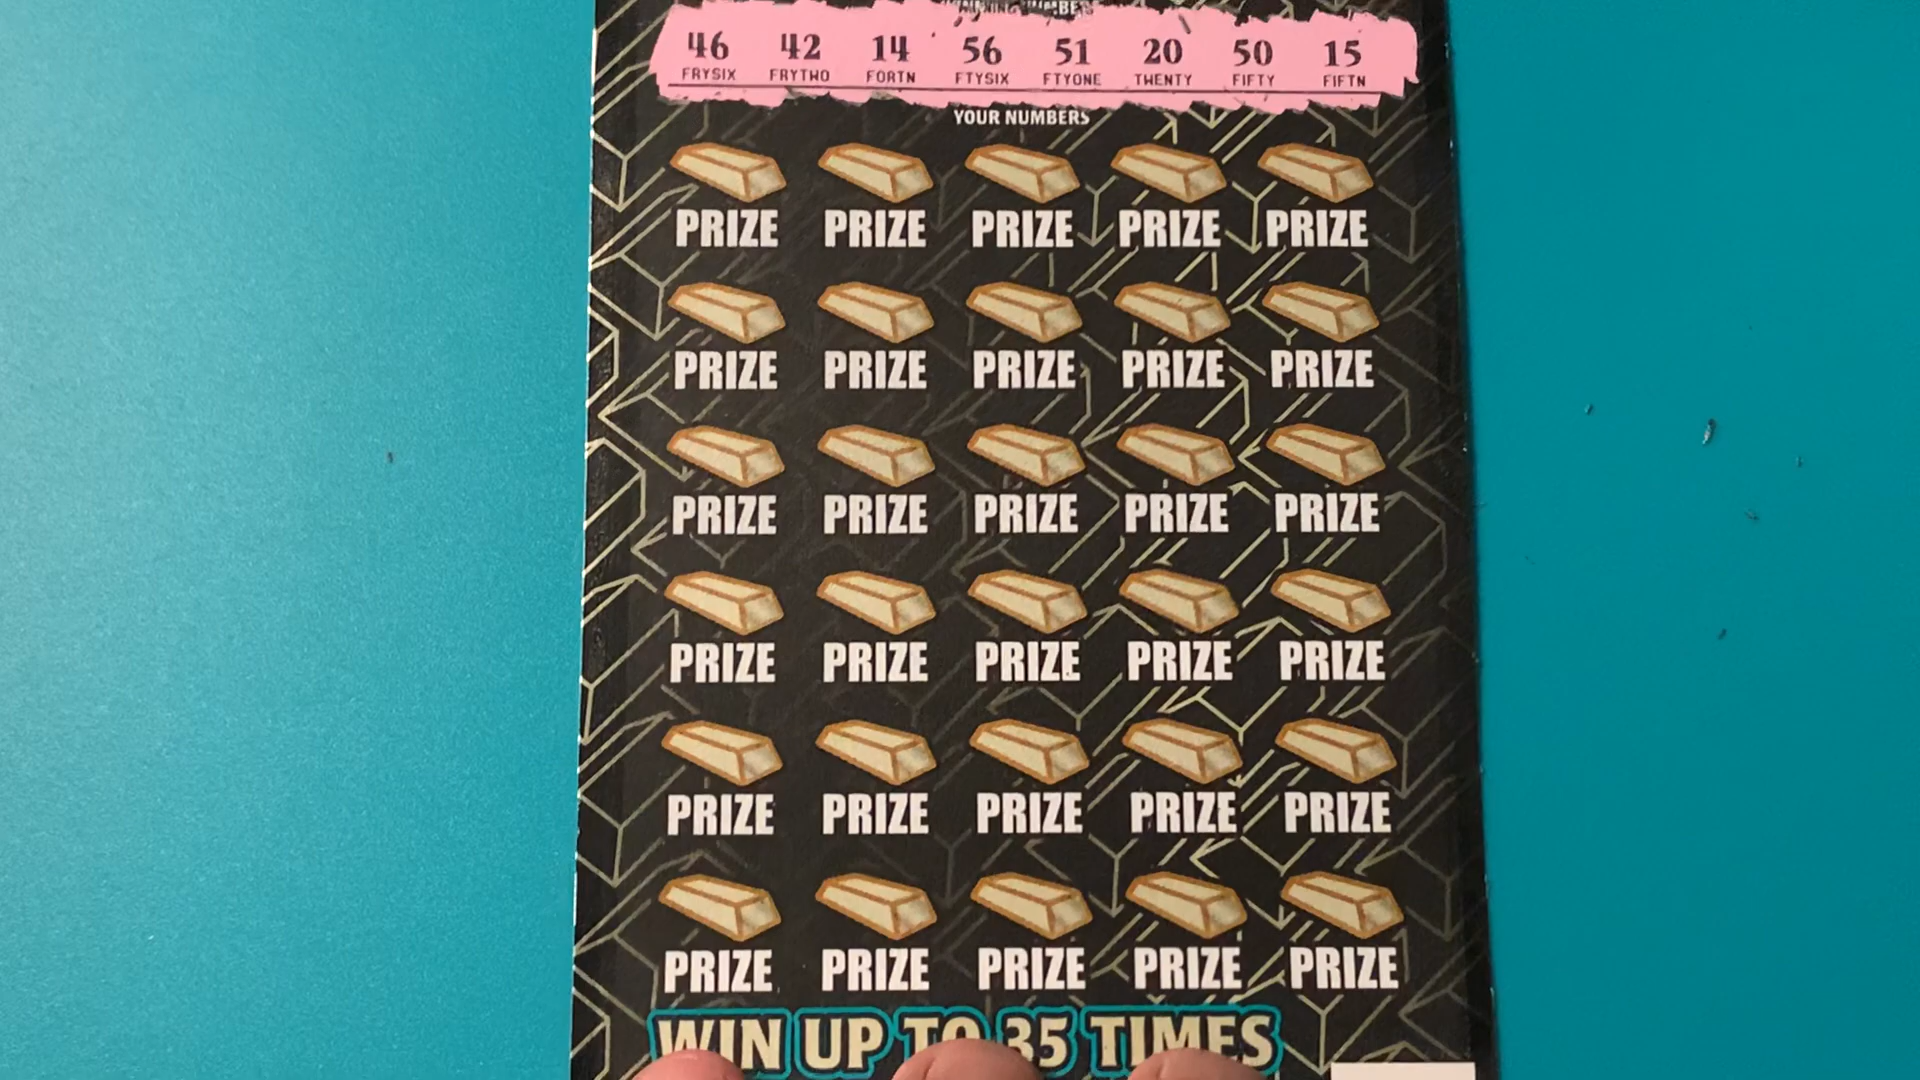 46 42 14 56 51 20 50 15
FRYSIX FRYTWO FORTN FTYSIX FTYONE TWENTY FIFTY FIFTN
YOUR NUMBERS
PRIZE PRIZE PRIZE PRIZE PRIZE
PRIZE PRIZE PRIZE PRIZE PRIZE
PRIZE PRIZE PRIZE PRIZE PRIZE
PRIZE PRIZE PRIZE PRIZE PRIZE
PRIZE PRIZE PRIZE PRIZE PRIZE
PRIZE PRIZE PRIZE PRIZE PRIZE
WIN UP TO 35 TIMES